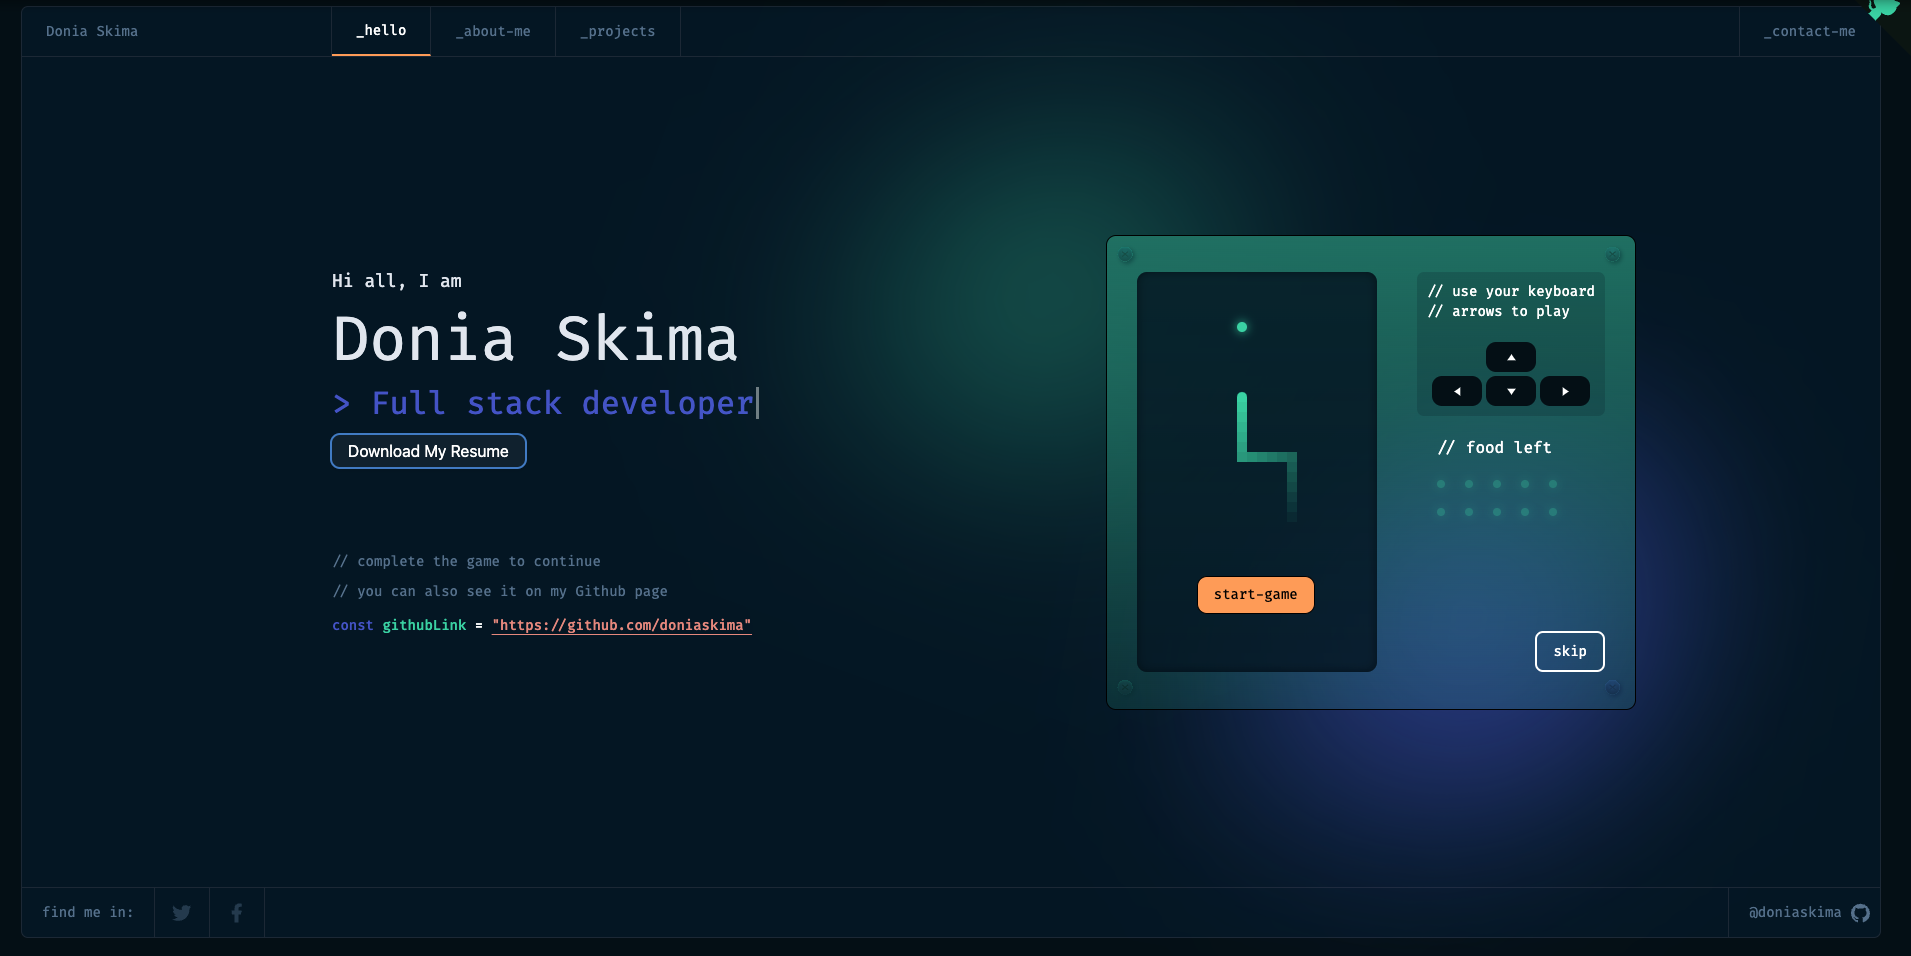 Donia Skima
_hello
_about-me
_projects
_contact-me
Hi all, I am
Donia Skima
> Full stack developer
Download My Resume
// complete the game to continue
// you can also see it on my Github page
const githubLink = "https://github.com/doniaskima"
// use your keyboard
// arrows to play
// food left
start-game
skip
find me in:
@doniaskima